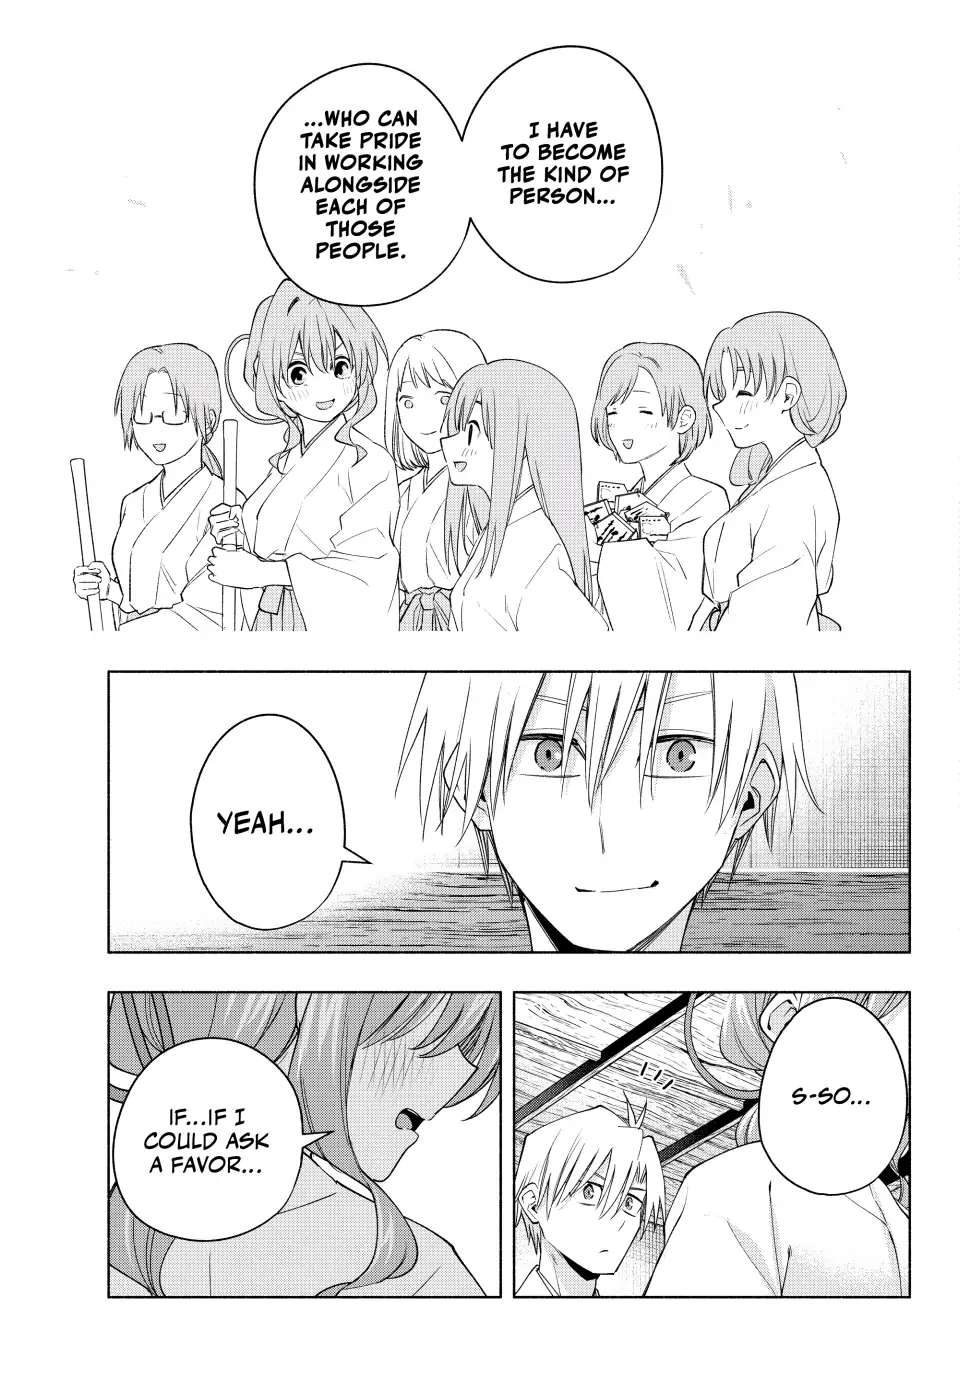 I HAVE
TO BECOME
THE KIND OF
PERSON...
...WHO CAN
TAKE PRIDE
IN WORKING
ALONGSIDE
EACH OF
THOSE
PEOPLE.
YEAH...
S-SO...
IF...IF I
COULD ASK
A FAVOR...